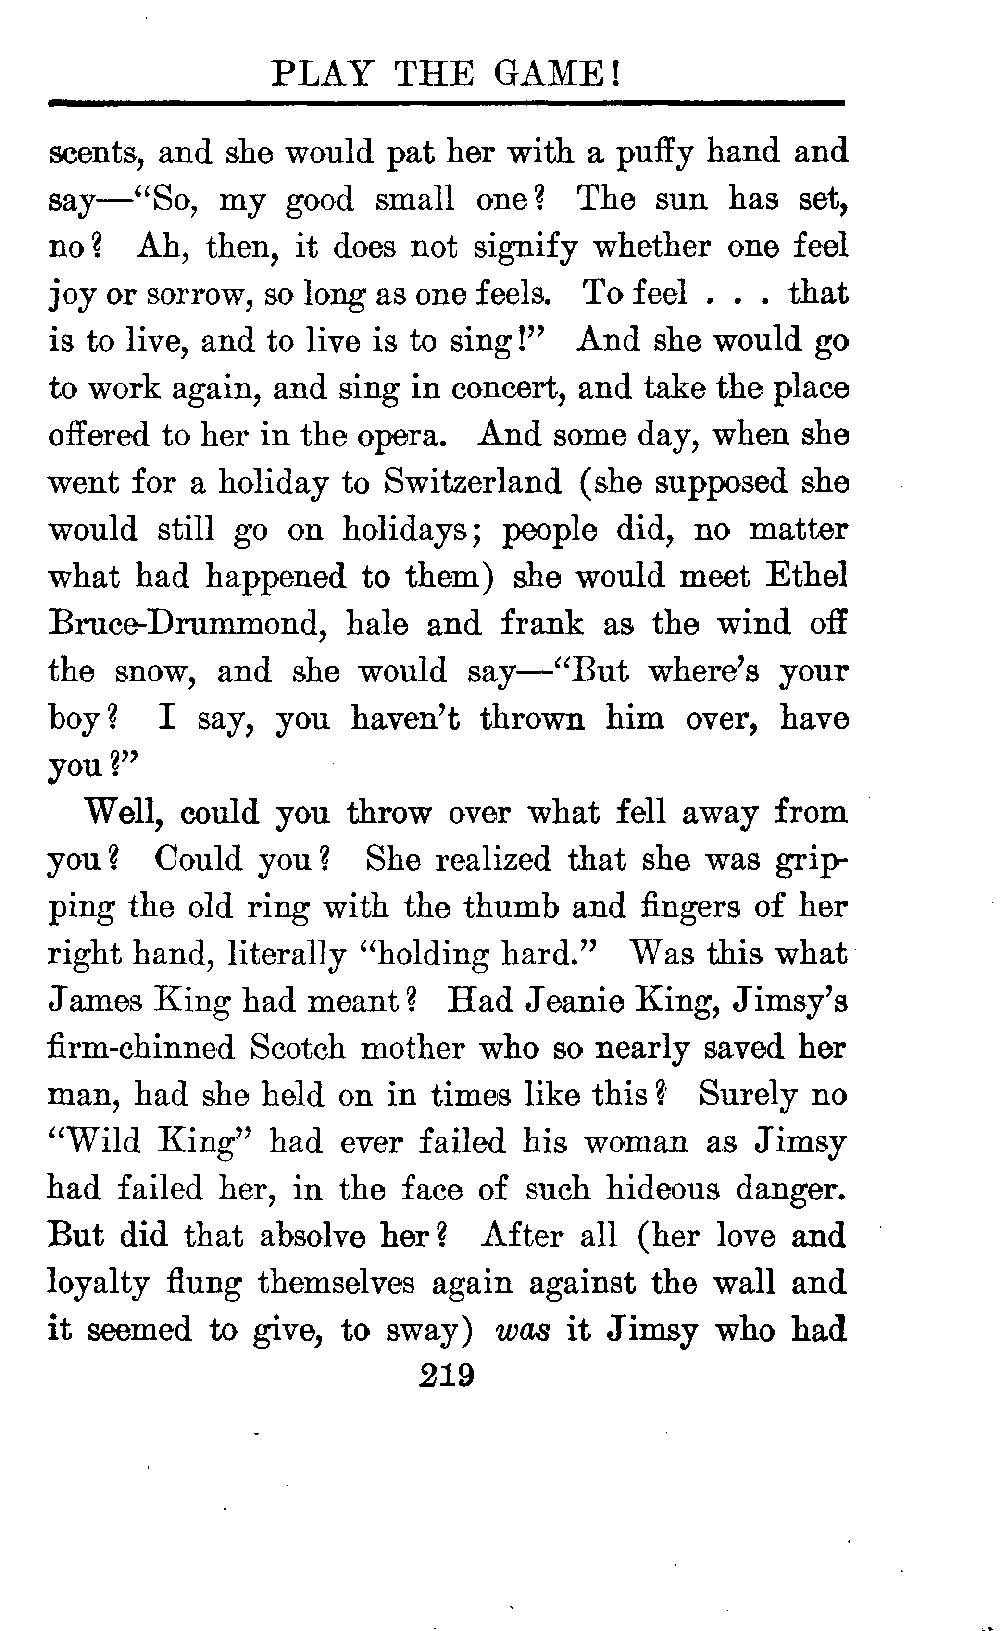 PLAY THE GAME!
scents, and she would pat her with a puffy hand and
say—“So, my good small one? The sun has set,
no? Ah, then, it does not signify whether one feel
joy or sorrow, so long as one feels. To feel . . . that
is to live, and to live is to sing!” And she would go
to work again, and sing in concert, and take the place
offered to her in the opera. And some day, when she
went for a holiday to Switzerland (she supposed she
would still go on holidays; people did, no matter
what had happened to them) she would meet Ethel
Bruce-Drummond, hale and frank as the wind off
the snow, and she would say—“But where’s your
boy? I say, you haven’t thrown him over, have
you?”
Well, could you throw over what fell away from
you? Could you? She realized that she was grip-
ping the old ring with the thumb and fingers of her
right hand, literally “holding hard.” Was this what
James King had meant? Had Jeanie King, Jimsy’s
firm-chinned Scotch mother who so nearly saved her
man, had she held on in times like this? Surely no
“Wild King” had ever failed his woman as Jimsy
had failed her, in the face of such hideous danger.
But did that absolve her? After all (her love and
loyalty flung themselves again against the wall and
it seemed to give, to sway) was it Jimsy who had
219